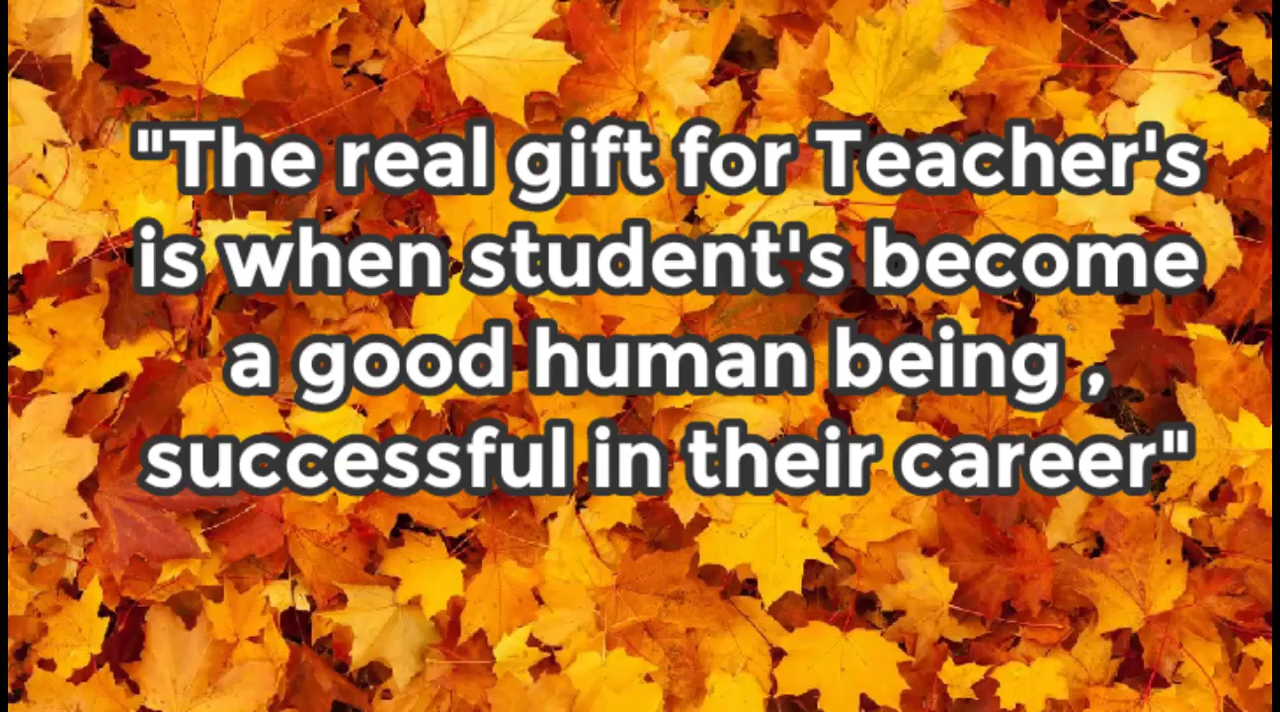 "The real gift for Teacher's
is when student's become
a good human being ,
successful in their career"